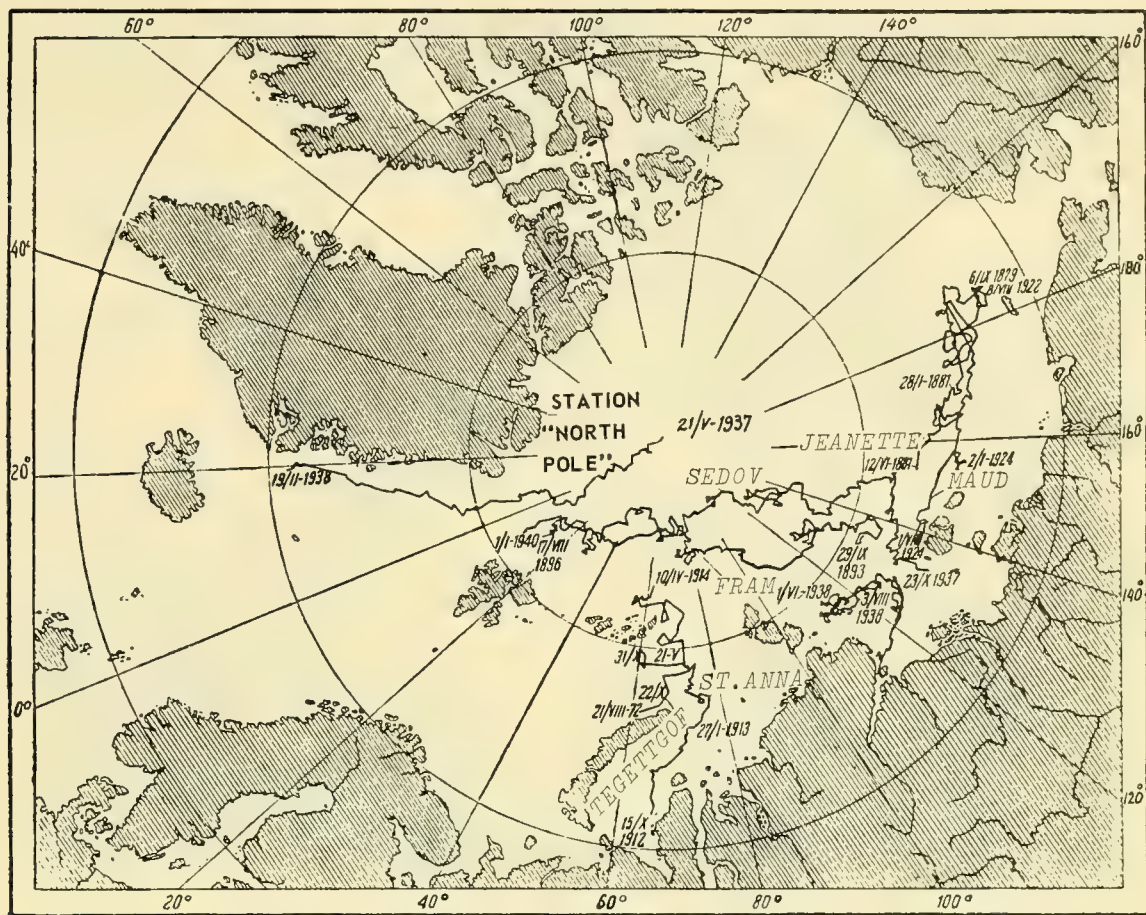 60° 80° 100° 120° 140° 160°
6/IX 1879
8/VIII 1922
180°
40°
28/I-1881
STATION
"NORTH
POLE"
21/V-1937
JEANETTE
160°
20°
19/II-1938
12/VI-1881
2/I-1924
MAUD
SEDOV
1/I-1940
17/VIII
1896
29/IX
1893
1924
23/X 1937
10/IV-1914
FRAM
1/VI-1938
3/VIII
1938
140°
31/X
21-V
ST. ANNA
22/X
21/VIII-72
27/I-1913
0°
TEGETTGOF
15/X
1912
120°
20° 40° 60° 80° 100°